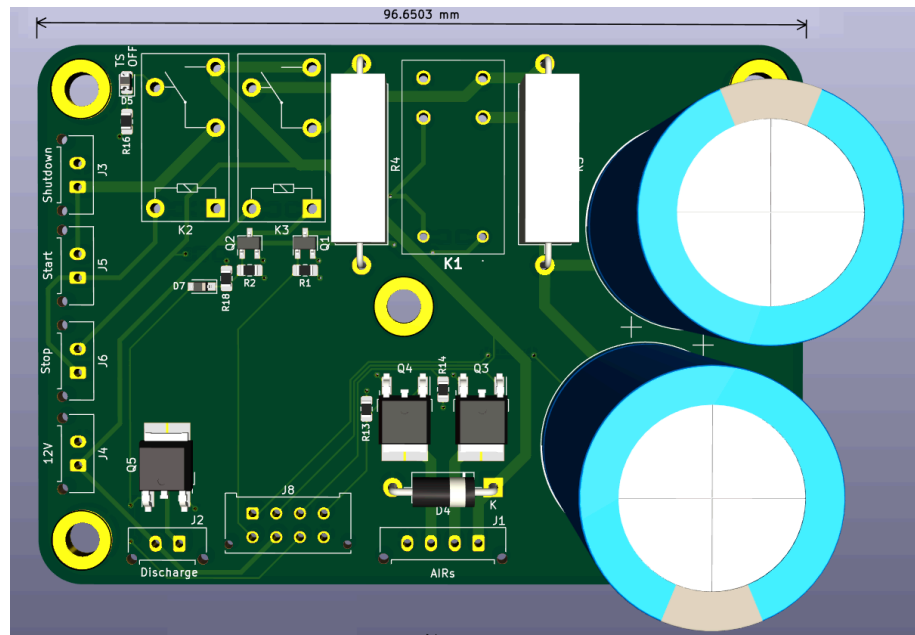 96.6503 mm
TS
OFF
D5
R16
Shutdown
J3
K2
K3
R4
K1
Start
J5
Q2
Q1
D7
R18
R2
R1
Stop
J6
Q4
R14
Q3
R13
12V
J4
Q5
J8
D4
K
J2
J1
Discharge
AIRs